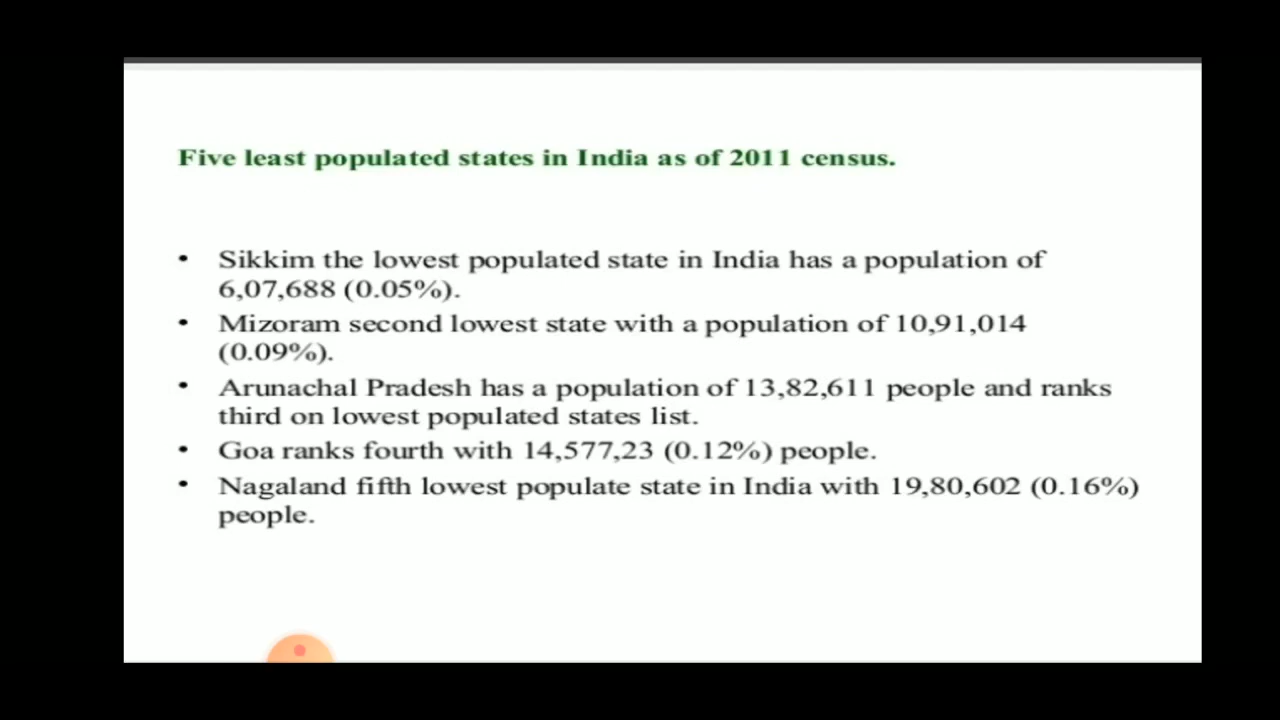 Five least populated states in India as of 2011 census.
• Sikkim the lowest populated state in India has a population of
6,07,688 (0.05%).
• Mizoram second lowest state with a population of 10,91,014
(0.09%).
• Arunachal Pradesh has a population of 13,82,611 people and ranks
third on lowest populated states list.
• Goa ranks fourth with 14,577,23 (0.12%) people.
• Nagaland fifth lowest populate state in India with 19,80,602 (0.16%)
people.